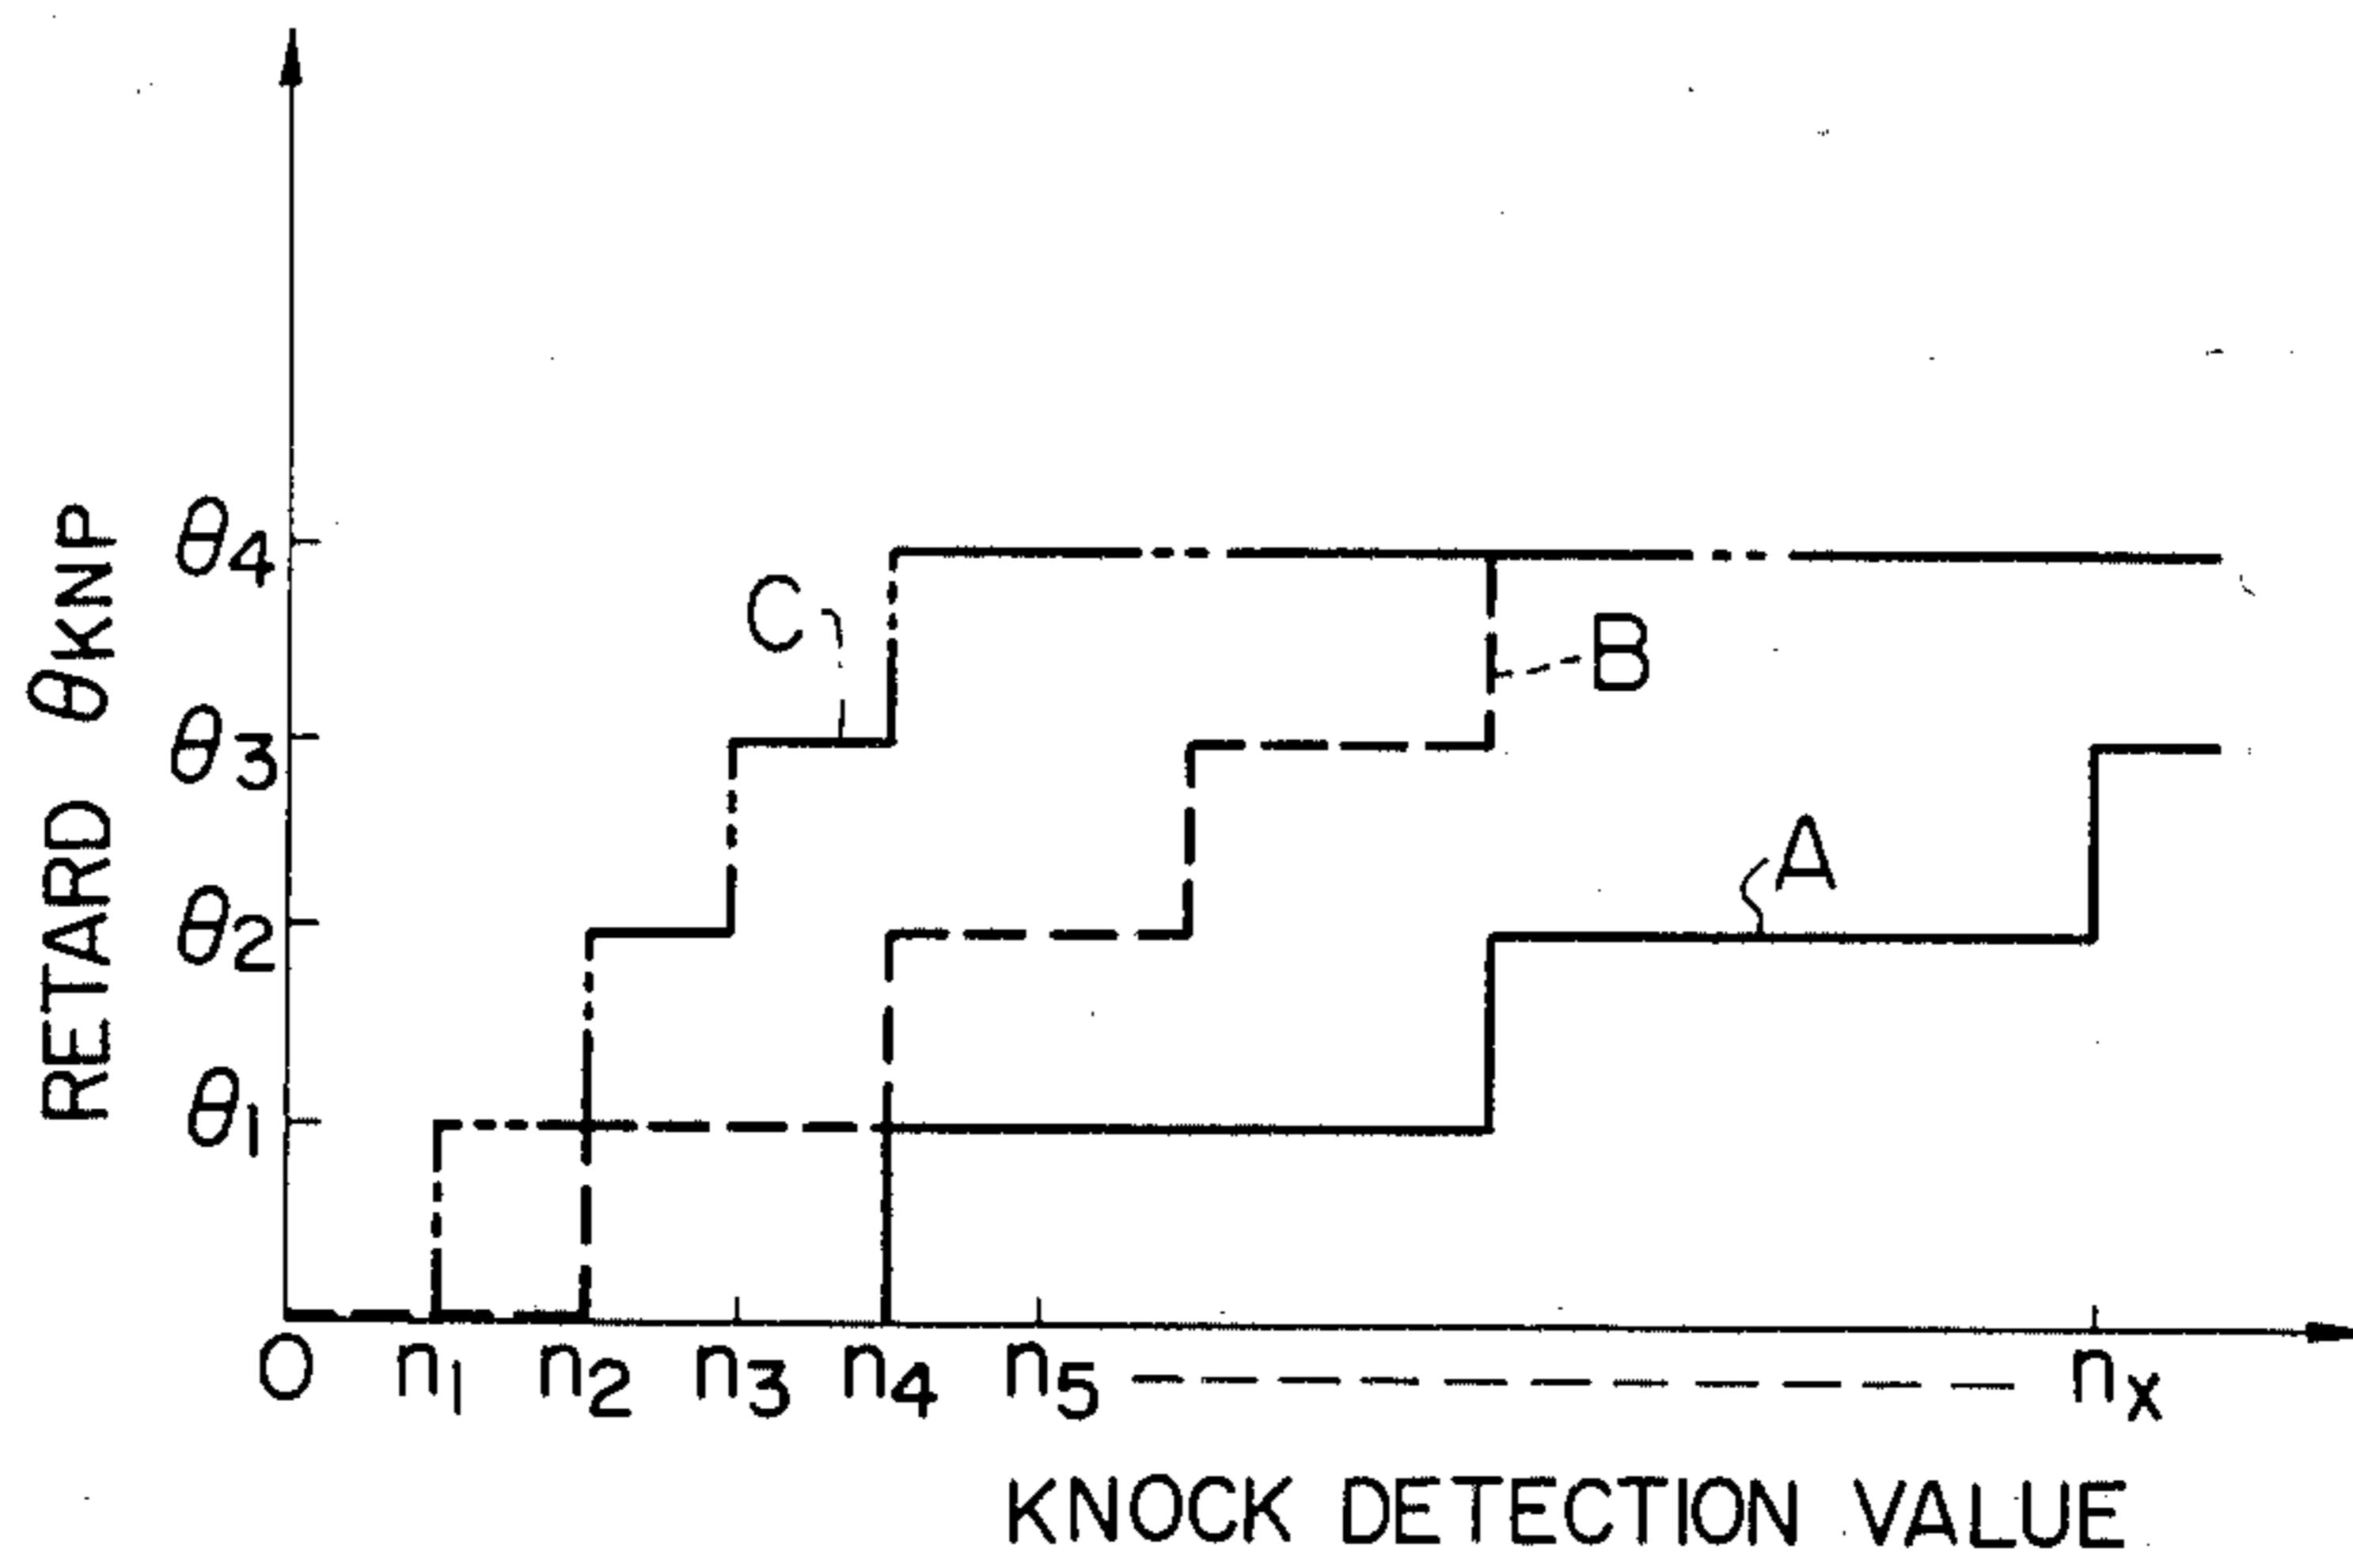 RETARD θKNP
θ4
θ3
θ2
θ1
C
B
A
O n1 n2 n3 n4 n5 nx
KNOCK DETECTION VALUE